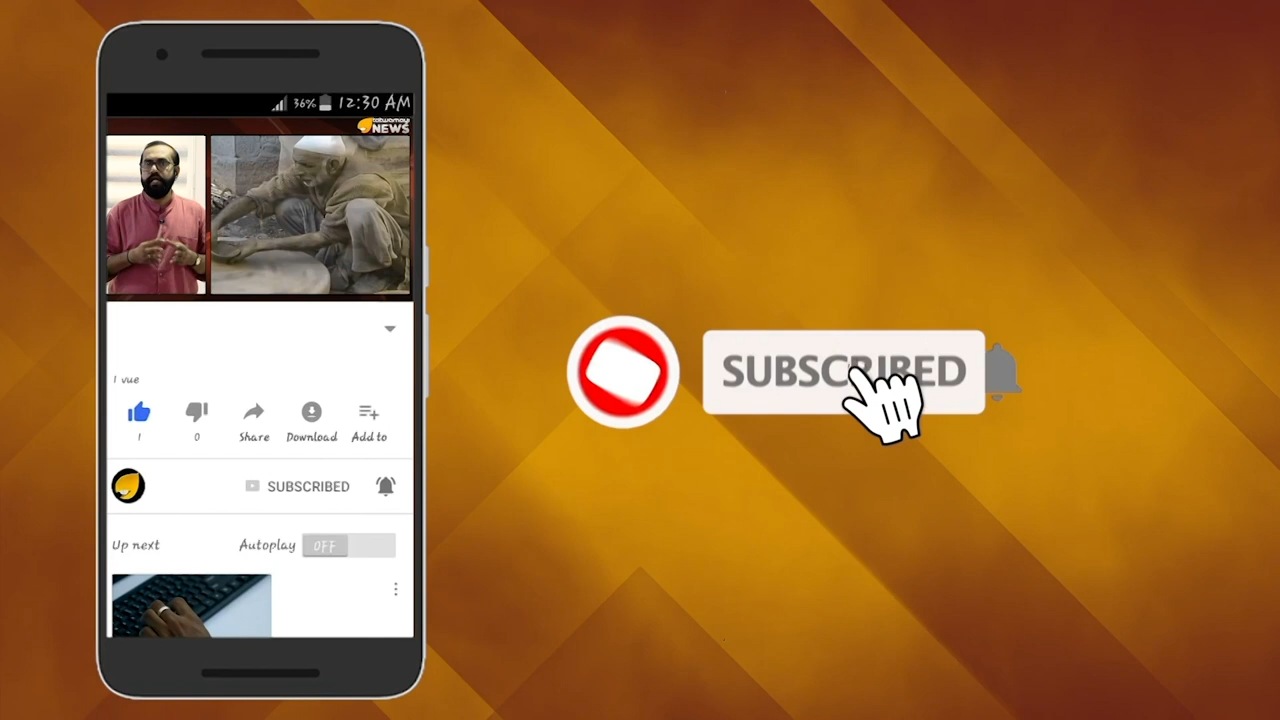 36% 12:30 AM
tatwamayi
NEWS
1 vue
1
0
Share
Download
Add to
SUBSCRIBED
Up next
Autoplay
OFF
SUBSCRIBED